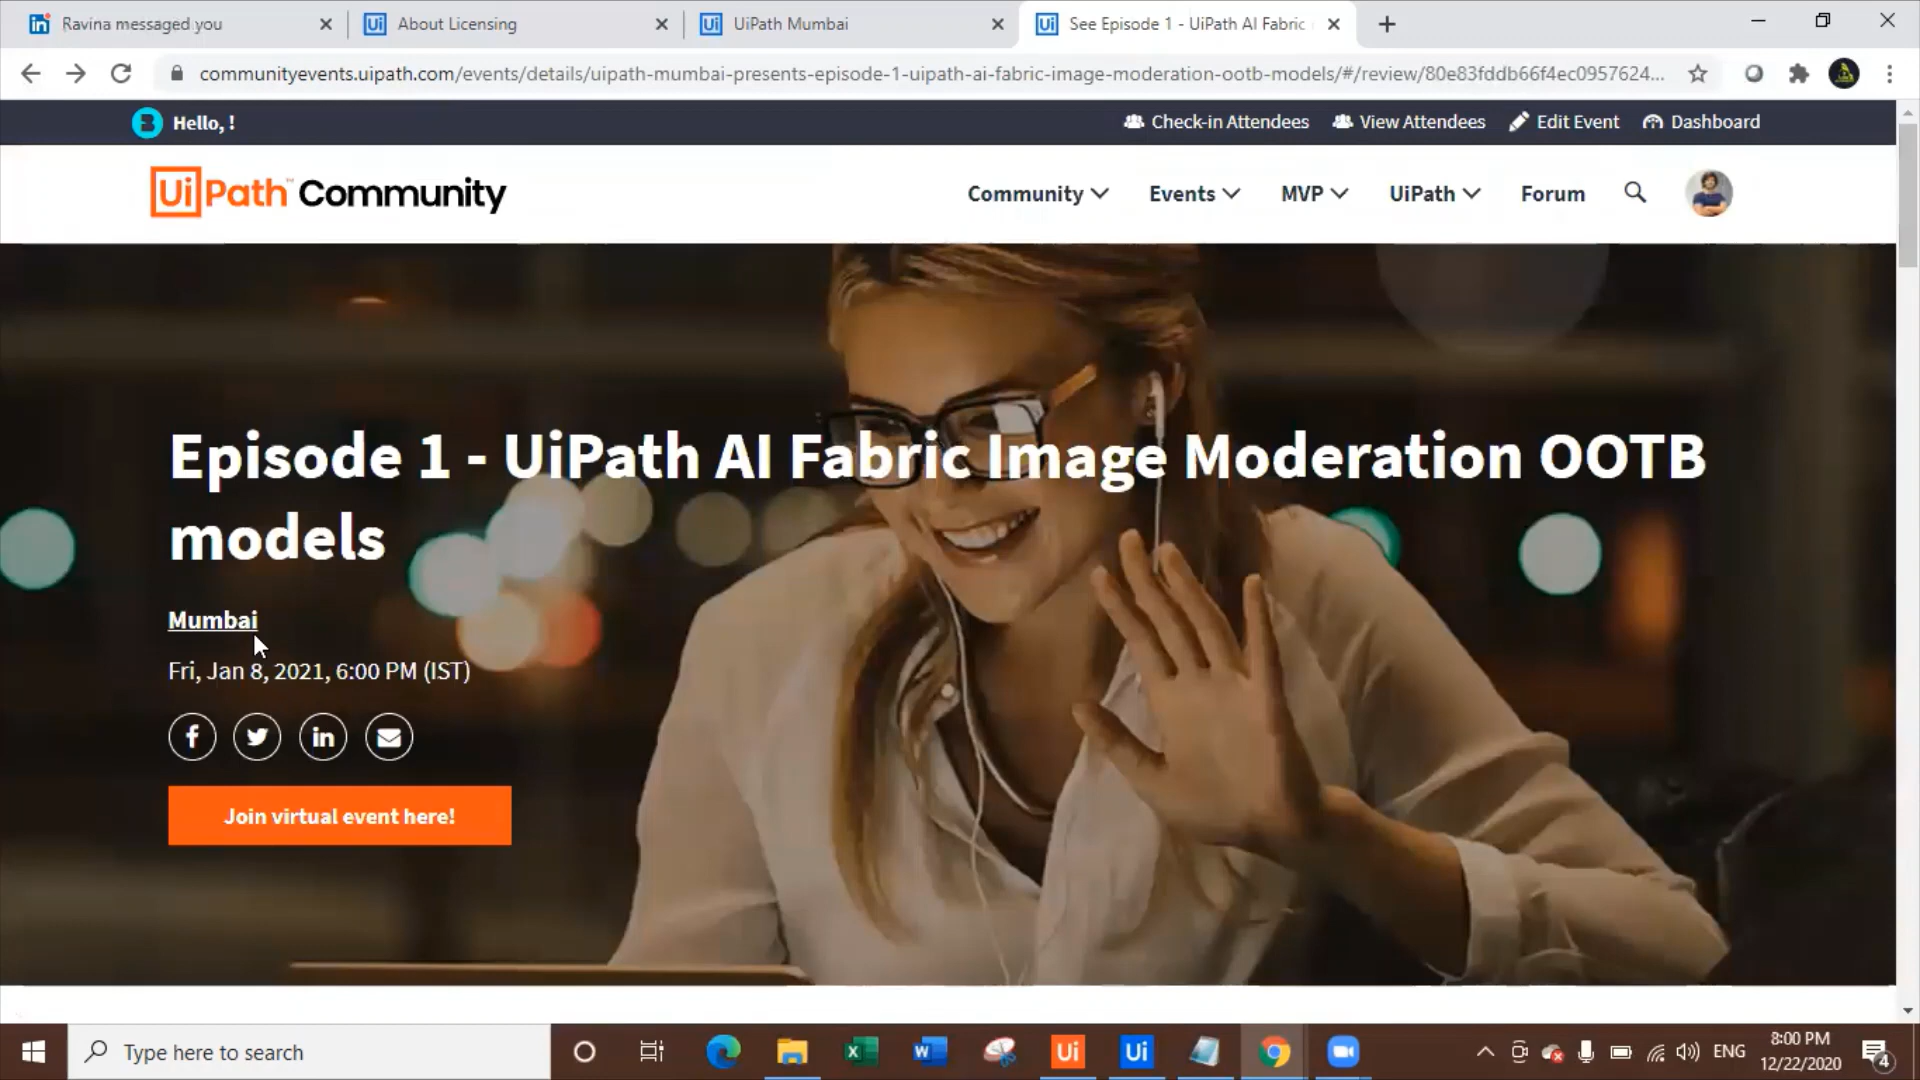 Ravina messaged you
About Licensing
UiPath Mumbai
See Episode 1 - UiPath AI Fabric
communityevents.uipath.com/events/details/uipath-mumbai-presents-episode-1-uipath-ai-fabric-image-moderation-ootb-models/#/review/80e83fddb66f4ec0957624...
Hello, !
Check-in Attendees
View Attendees
Edit Event
Dashboard
UiPath™ Community
Community
Events
MVP
UiPath
Forum
Episode 1 - UiPath AI Fabric Image Moderation OOTB
models
Mumbai
Fri, Jan 8, 2021, 6:00 PM (IST)
Join virtual event here!
Type here to search
ENG
8:00 PM
12/22/2020
4